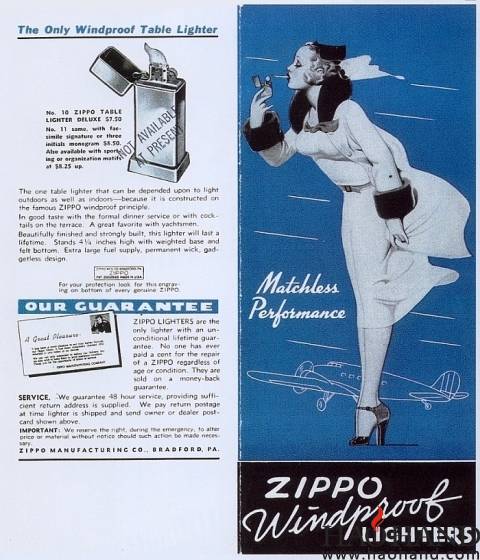 The Only Windproof Table Lighter
No. 10 ZIPPO TABLE
LIGHTER DELUXE $7.50
No. 11 same, with fac-
simile signature or three
initials monogram $8.50.
Also available with sport-
ing or organization motifs
at $8.25 up.
NOT AVAILABLE
AT PRESENT
The one table lighter that can be depended upon to light
outdoors as well as indoors—because it is constructed on
the famous ZIPPO windproof principle.
In good taste with the formal dinner service or with cock-
tails on the terrace. A great favorite with yachtsmen.
Beautifully finished and strongly built, this lighter will last a
lifetime. Stands 4¼ inches high with weighted base and
felt bottom. Extra large fuel supply, permanent wick, gad-
getless design.
ZIPPO
For your protection look for this engrav-
ing on bottom of every genuine ZIPPO.
OUR GUARANTEE
A Great Pleasure
ZIPPO LIGHTERS are the
only lighter with an un-
conditional lifetime guar-
antee. No one has ever
paid a cent for the repair
of a ZIPPO regardless of
age or condition. They are
sold on a money-back
guarantee.
SERVICE. We guarantee 48 hour service, providing suffi-
cient return address is supplied. We pay return postage
at time lighter is shipped and send owner or dealer post-
card shown above.
IMPORTANT: We reserve the right, during the emergency, to alter
price or material without notice should such action be made neces-
sary.
ZIPPO MANUFACTURING CO., BRADFORD, PA.
Matchless
Performance
ZIPPO
Windproof
LIGHTERS
www.haohard.com